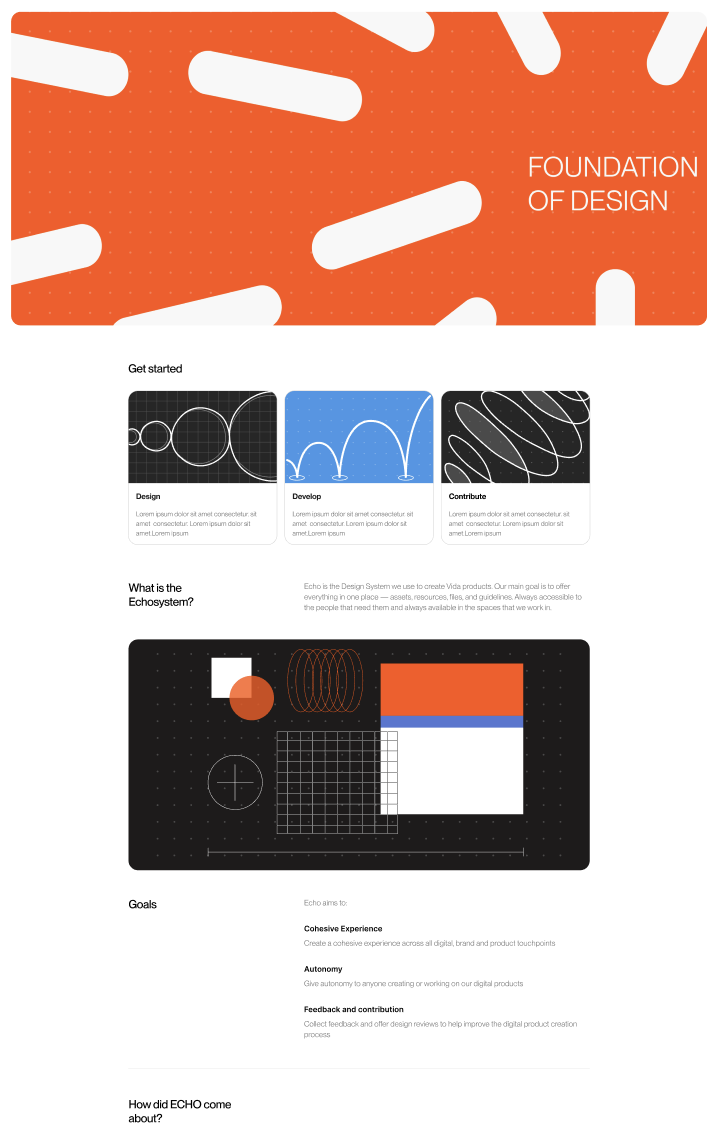 FOUNDATION
OF DESIGN
Get started
Design
Lorem ipsum dolor sit amet consectetur. sit
amet consectetur. Lorem ipsum dolor sit
amet.Lorem ipsum
Develop
Lorem ipsum dolor sit amet consectetur. sit
amet consectetur. Lorem ipsum dolor sit
amet.Lorem ipsum
Contribute
Lorem ipsum dolor sit amet consectetur. sit
amet consectetur. Lorem ipsum dolor sit
amet.Lorem ipsum
What is the
Echosystem?
Echo is the Design System we use to create Vida products. Our main goal is to offer
everything in one place — assets, resources, files, and guidelines. Always accessible to
the people that need them and always available in the spaces that we work in.
Goals
Echo aims to:
Cohesive Experience
Create a cohesive experience across all digital, brand and product touchpoints
Autonomy
Give autonomy to anyone creating or working on our digital products
Feedback and contribution
Collect feedback and offer design reviews to help improve the digital product creation
process
How did ECHO come
about?